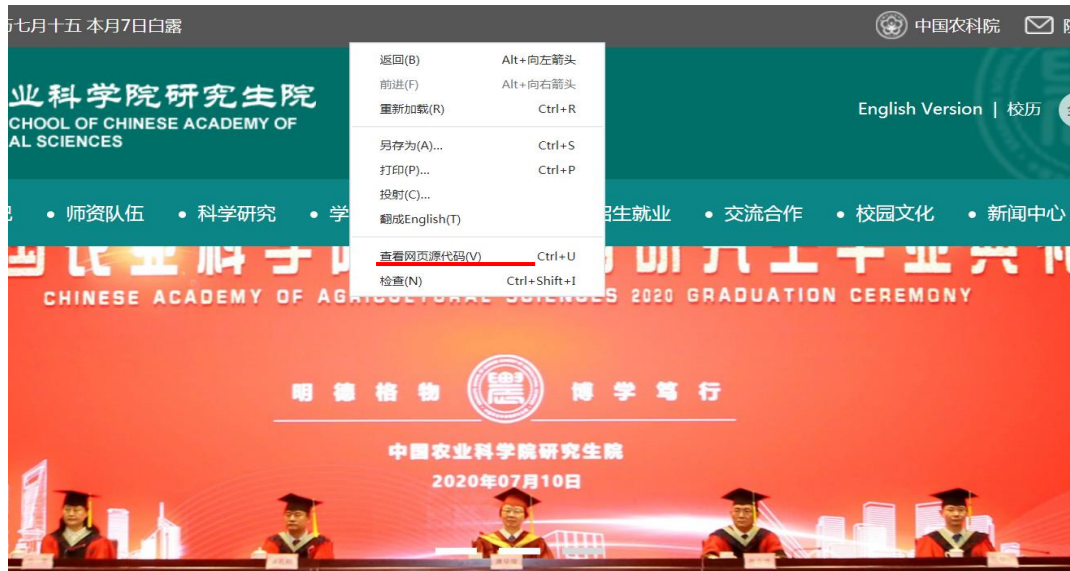 七月十五 本月7日白露
中国农科院
业科学院研究生院
CHOOL OF CHINESE ACADEMY OF
AL SCIENCES
English Version | 校历
返回(B) Alt+向左箭头
前进(F) Alt+向右箭头
重新加载(R) Ctrl+R
另存为(A)... Ctrl+S
打印(P)... Ctrl+P
投射(C)...
翻成English(T)
查看网页源代码(V) Ctrl+U
检查(N) Ctrl+Shift+I
• 师资队伍 • 科学研究 • 学 招生就业 • 交流合作 • 校园文化 • 新闻中心
CHINESE ACADEMY OF AGRICULTURAL SCIENCES 2020 GRADUATION CEREMONY
明德格物 博学笃行
中国农业科学院研究生院
2020年07月10日